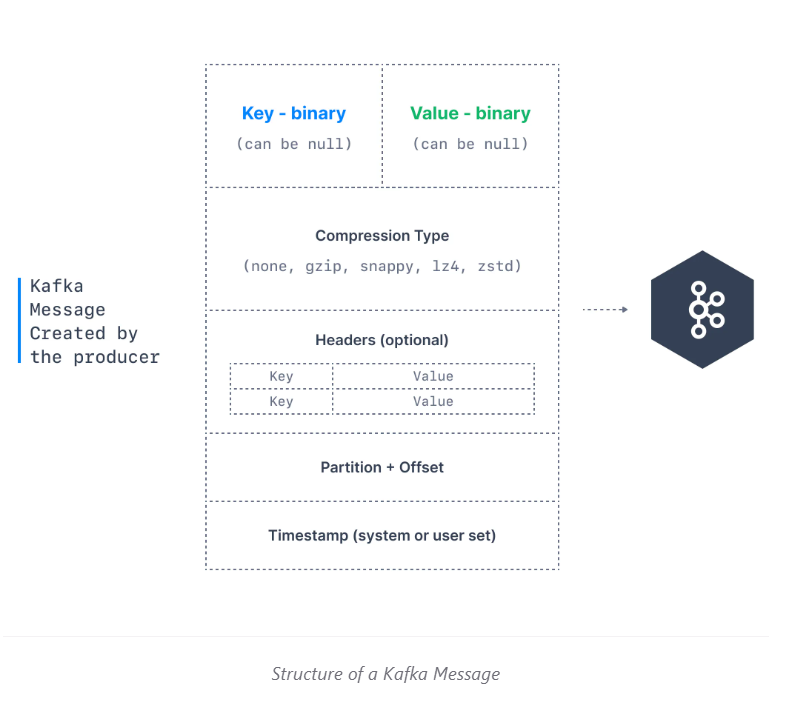 Key - binary
Value - binary
(can be null)
(can be null)
Compression Type
(none, gzip, snappy, lz4, zstd)
Kafka
Message
Created by
the producer
Headers (optional)
Key
Value
Key
Value
Partition + Offset
Timestamp (system or user set)
Structure of a Kafka Message